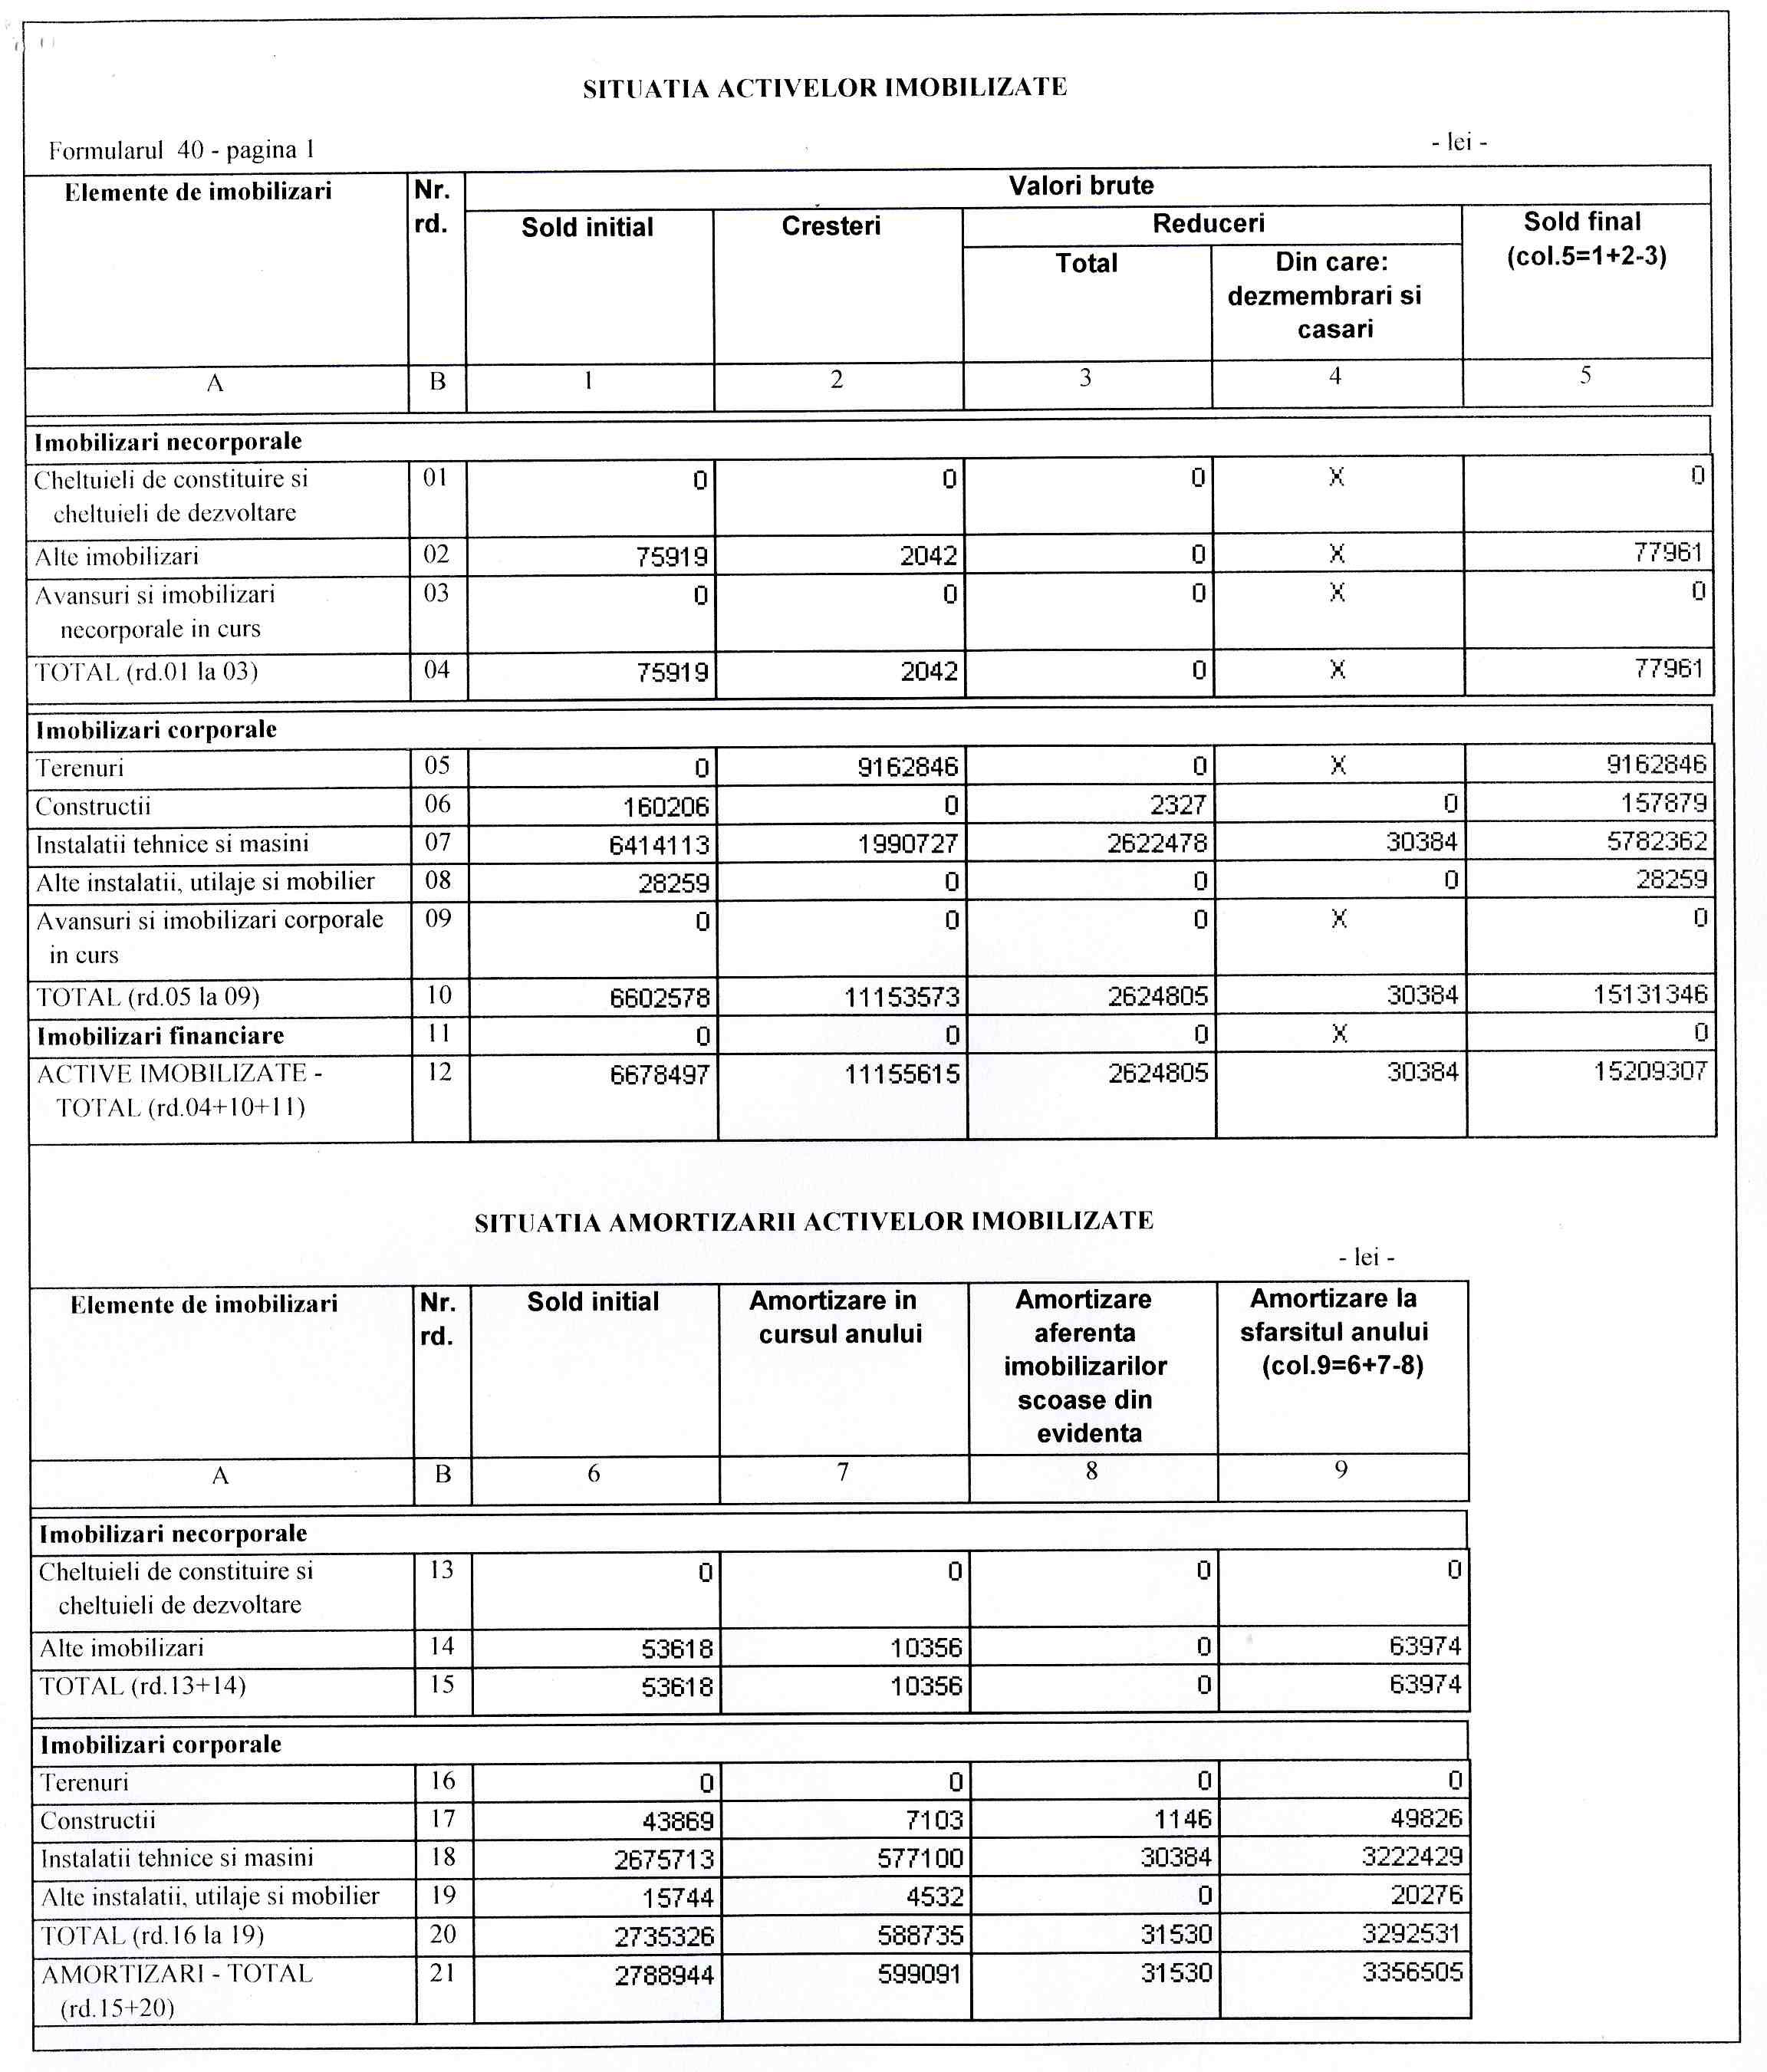 SITUATIA ACTIVELOR IMOBILIZATE
Formularul 40 - pagina 1 - lei -
Elemente de imobilizari Nr. rd. Valori brute
Sold initial Cresteri Reduceri Sold final (col.5=1+2-3)
Total Din care: dezmembrari si casari
A B 1 2 3 4 5
Imobilizari necorporale
Cheltuieli de constituire si 01 0 0 0 X 0
cheltuieli de dezvoltare
Alte imobilizari 02 75919 2042 0 X 77961
Avansuri si imobilizari 03 0 0 0 X 0
necorporale in curs
TOTAL (rd.01 la 03) 04 75919 2042 0 X 77961
Imobilizari corporale
Terenuri 05 0 9162846 0 X 9162846
Constructii 06 160206 0 2327 0 157879
Instalatii tehnice si masini 07 6414113 1990727 2622478 30384 5782362
Alte instalatii, utilaje si mobilier 08 28259 0 0 0 28259
Avansuri si imobilizari corporale 09 0 0 0 X 0
in curs
TOTAL (rd.05 la 09) 10 6602578 11153573 2624805 30384 15131346
Imobilizari financiare 11 0 0 0 X 0
ACTIVE IMOBILIZATE - 12 6678497 11155615 2624805 30384 15209307
TOTAL (rd.04+10+11)
SITUATIA AMORTIZARII ACTIVELOR IMOBILIZATE
- lei -
Elemente de imobilizari Nr. Sold initial Amortizare in Amortizare Amortizare la
rd. cursul anului aferenta sfarsitul anului
imobilizarilor (col.9=6+7-8)
scoase din
evidenta
A B 6 7 8 9
Imobilizari necorporale
Cheltuieli de constituire si 13 0 0 0 0
cheltuieli de dezvoltare
Alte imobilizari 14 53618 10356 0 63974
TOTAL (rd.13+14) 15 53618 10356 0 63974
Imobilizari corporale
Terenuri 16 0 0 0 0
Constructii 17 43869 7103 1146 49826
Instalatii tehnice si masini 18 2675713 577100 30384 3222429
Alte instalatii, utilaje si mobilier 19 15744 4532 0 20276
TOTAL (rd.16 la 19) 20 2735326 588735 31530 3292531
AMORTIZARI - TOTAL 21 2788944 599091 31530 3356505
(rd.15+20)